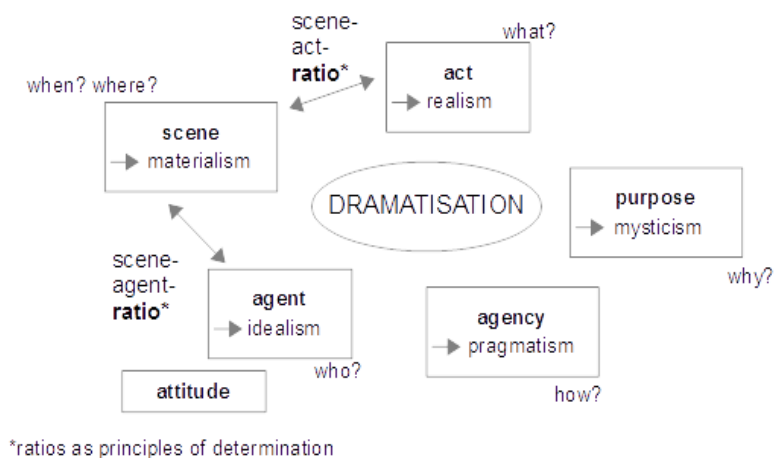 scene-
act-
ratio*
what?
act
realism
when? where?
scene
materialism
DRAMATISATION
purpose
mysticism
why?
scene-
agent-
ratio*
agent
idealism
who?
agency
pragmatism
how?
attitude
*ratios as principles of determination